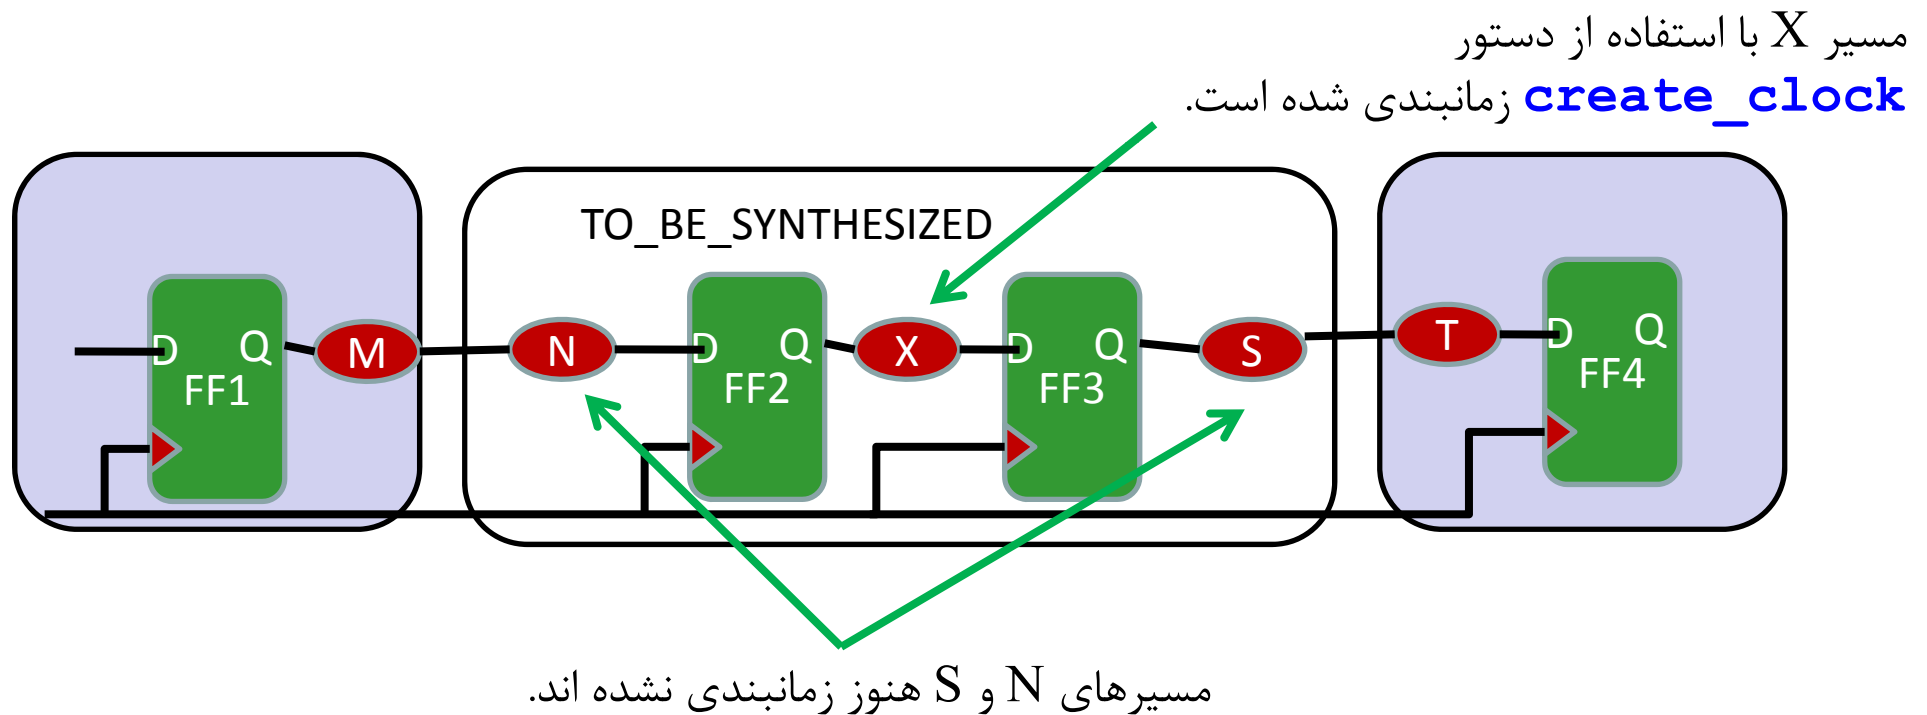 مسیر X با استفاده از دستور
create_clock زمانبندی شده است.
TO_BE_SYNTHESIZED
D Q
FF1
M
N
D Q
FF2
X
D Q
FF3
S
T
D Q
FF4
مسیرهای N و S هنوز زمانبندی نشده اند.